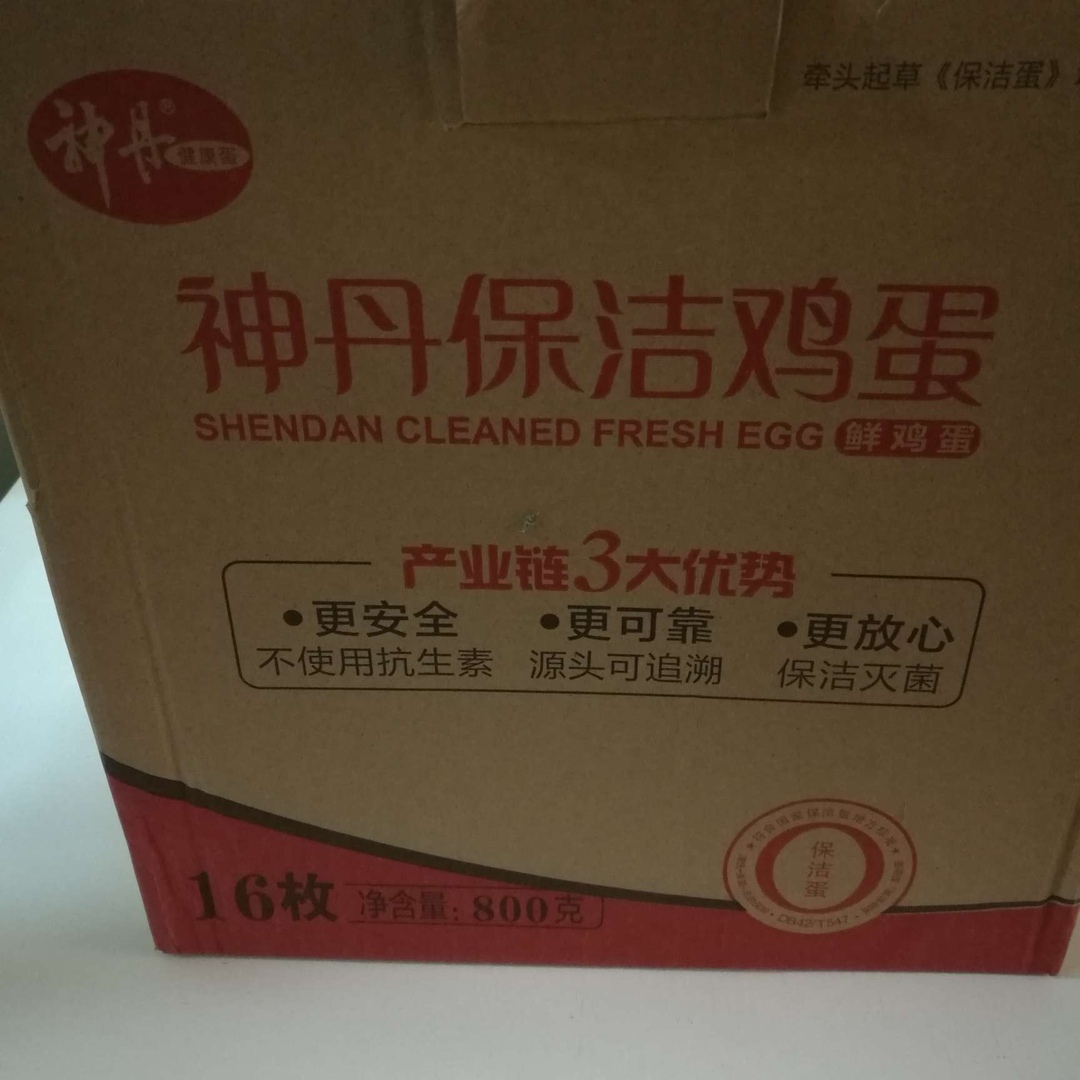 牵头起草《保洁蛋》
神丹®
健康蛋
神丹保洁鸡蛋
SHENDAN CLEANED FRESH EGG 鲜鸡蛋
产业链3大优势
•更安全 •更可靠 •更放心
不使用抗生素 源头可追溯 保洁灭菌
保洁蛋
DB42/T547
16枚 净含量:800克